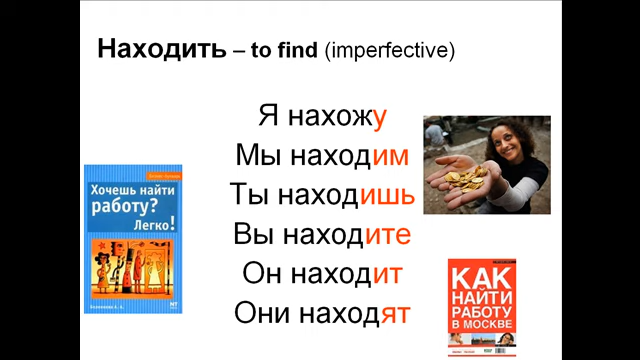 Находить – to find (imperfective)
Я нахожу
Мы находим
Ты находишь
Вы находите
Он находит
Они находят
Хочешь найти
работу?
Легко!
КАК
НАЙТИ
РАБОТУ
В МОСКВЕ